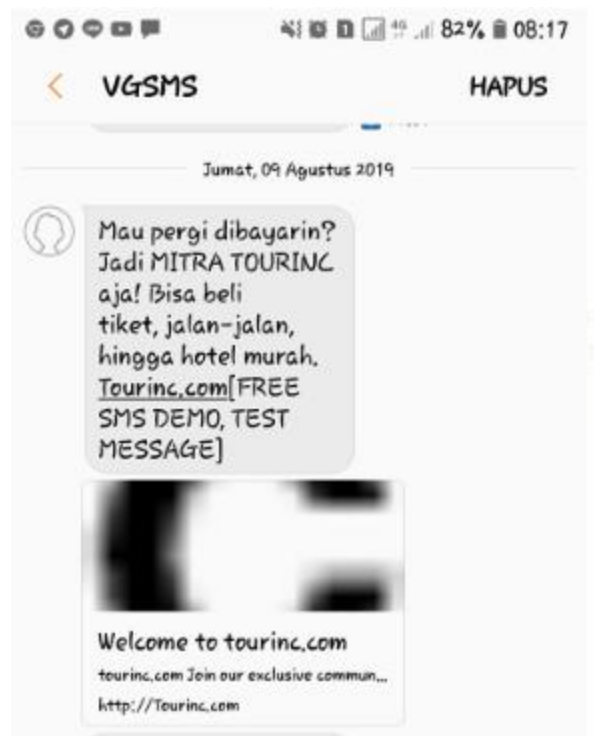 82% 08:17
VGSMS HAPUS
Jumat, 09 Agustus 2019
Mau pergi dibayarin?
Jadi MITRA TOURINC
aja! Bisa beli
tiket, jalan-jalan,
hingga hotel murah.
Tourinc.com[FREE
SMS DEMO, TEST
MESSAGE]
Welcome to tourinc.com
tourinc.com Join our exclusive commun...
http://Tourinc.com